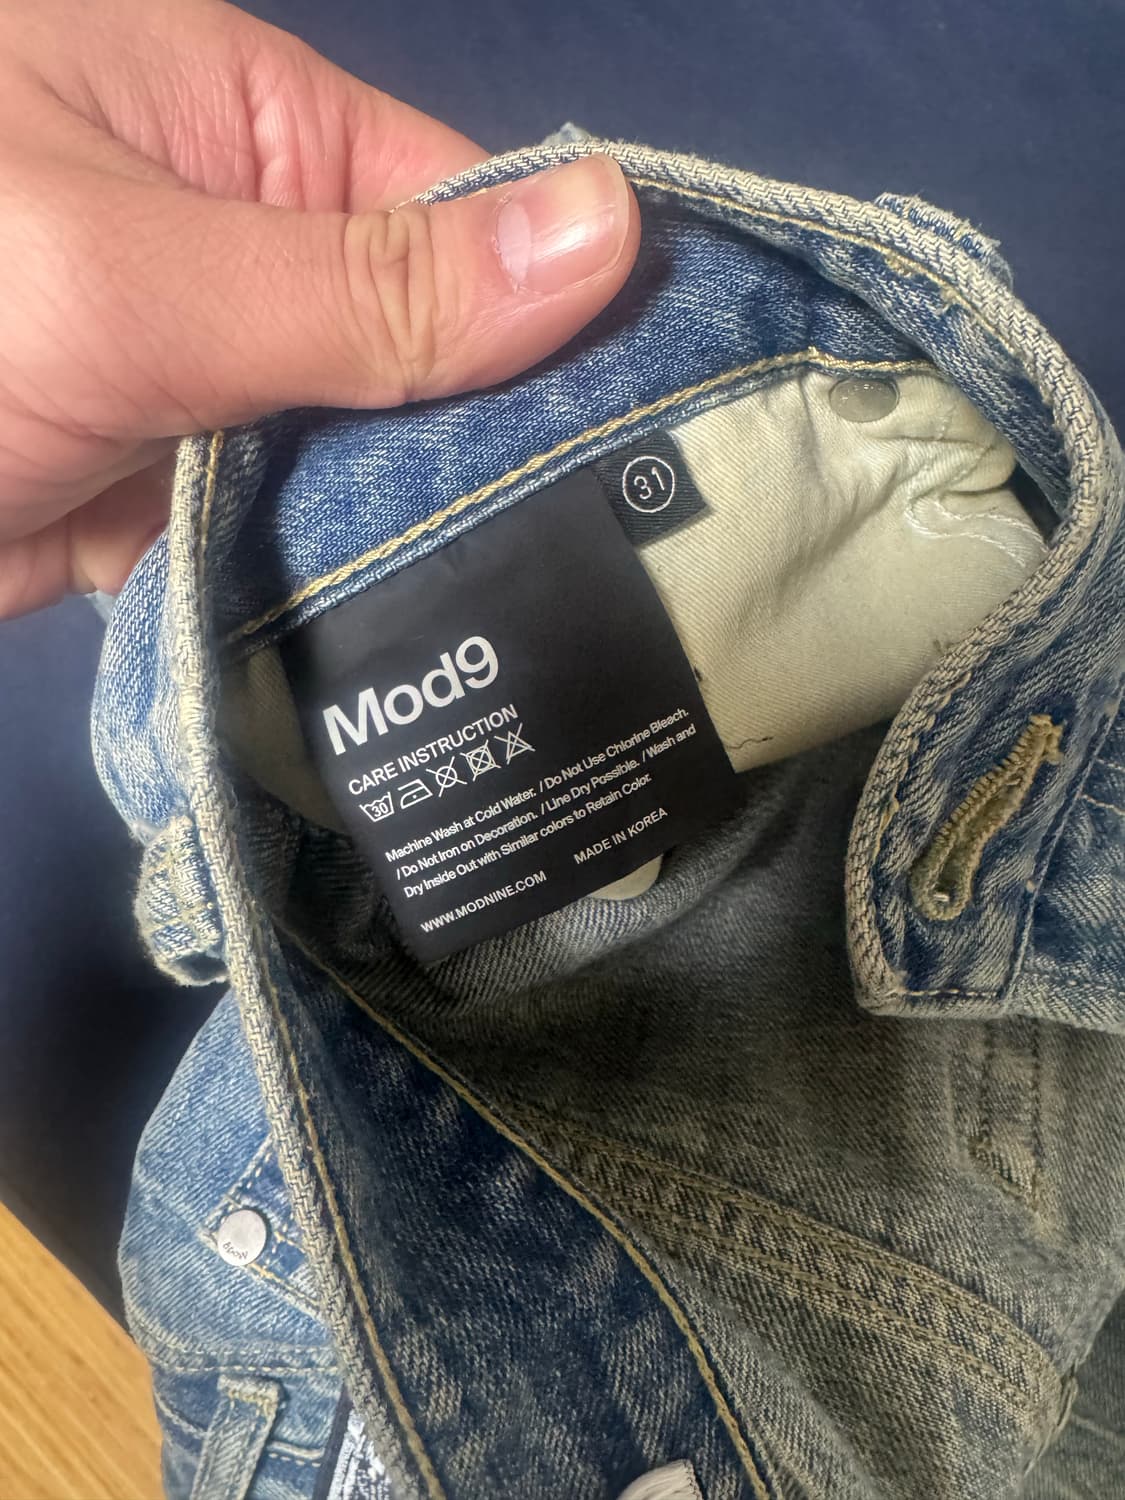 31
Mod9
CARE INSTRUCTION
30
Machine Wash at Cold Water. / Do Not Use Chlorine Bleach.
/ Do Not Iron on Decoration. / Line Dry Possible. / Wash and
Dry Inside Out with Similar colors to Retain Color.
WWW.MODNINE.COM MADE IN KOREA
Mod9